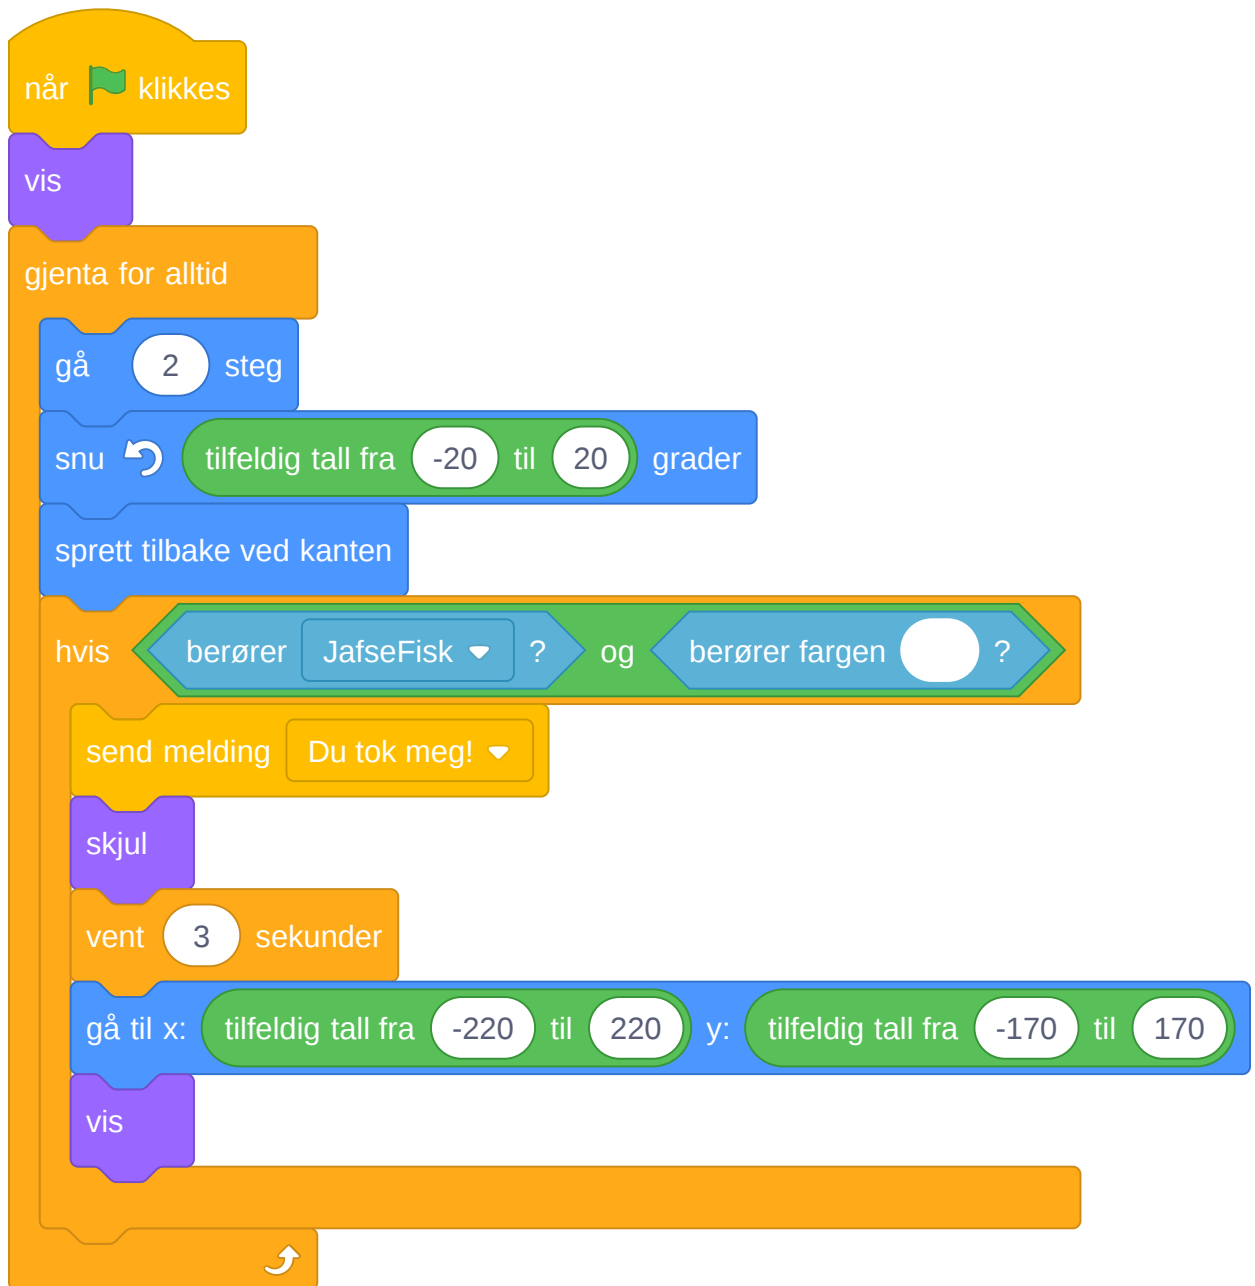 når klikkes
vis
gjenta for alltid
gå 2 steg
snu tilfeldig tall fra -20 til 20 grader
sprett tilbake ved kanten
hvis berører JafseFisk ? og berører fargen ?
send melding Du tok meg!
skjul
vent 3 sekunder
gå til x: tilfeldig tall fra -220 til 220 y: tilfeldig tall fra -170 til 170
vis